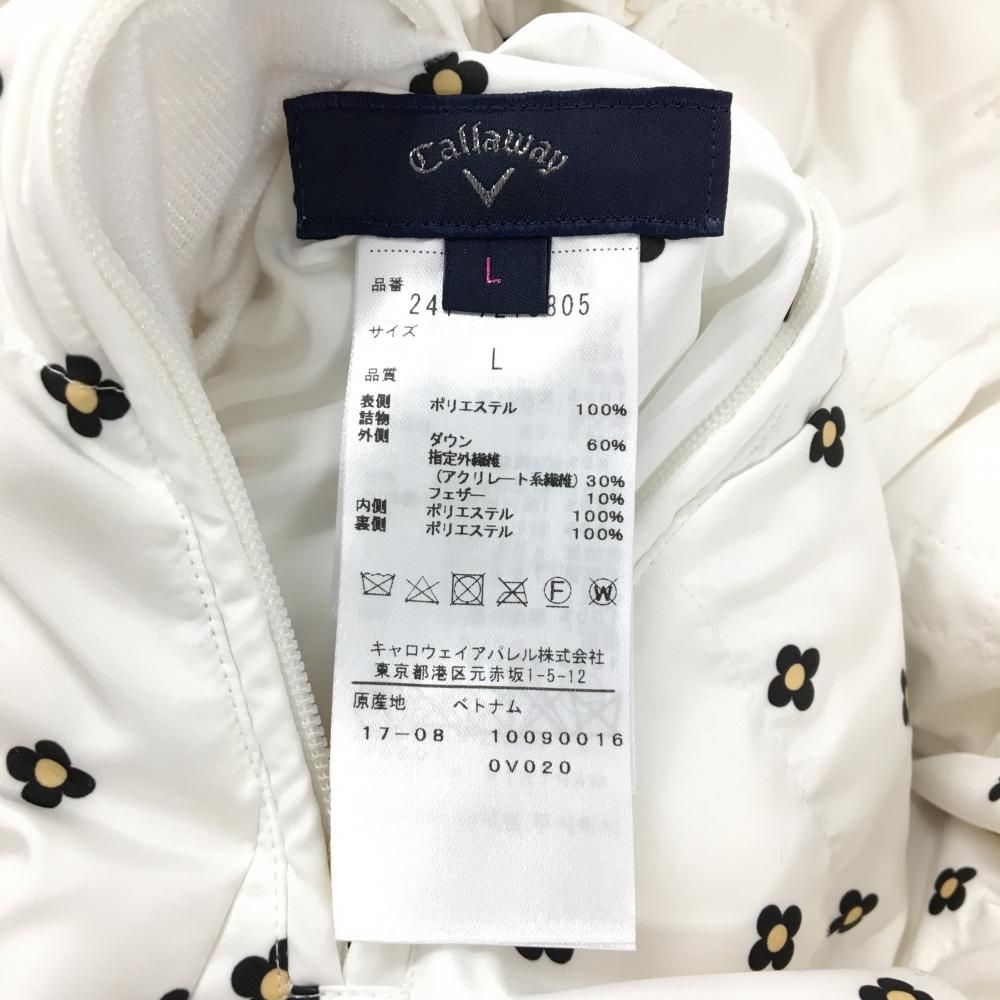 Callaway
L
品番
805
サイズ
L
品質
表側 ポリエステル 100%
詰物
外側 ダウン 60%
指定外繊維
(アクリレート系繊維) 30%
フェザー 10%
内側 ポリエステル 100%
裏側 ポリエステル 100%
F W
キャロウェイアパレル株式会社
東京都港区元赤坂1-5-12
原産地 ベトナム
17-08 10090016
0V020